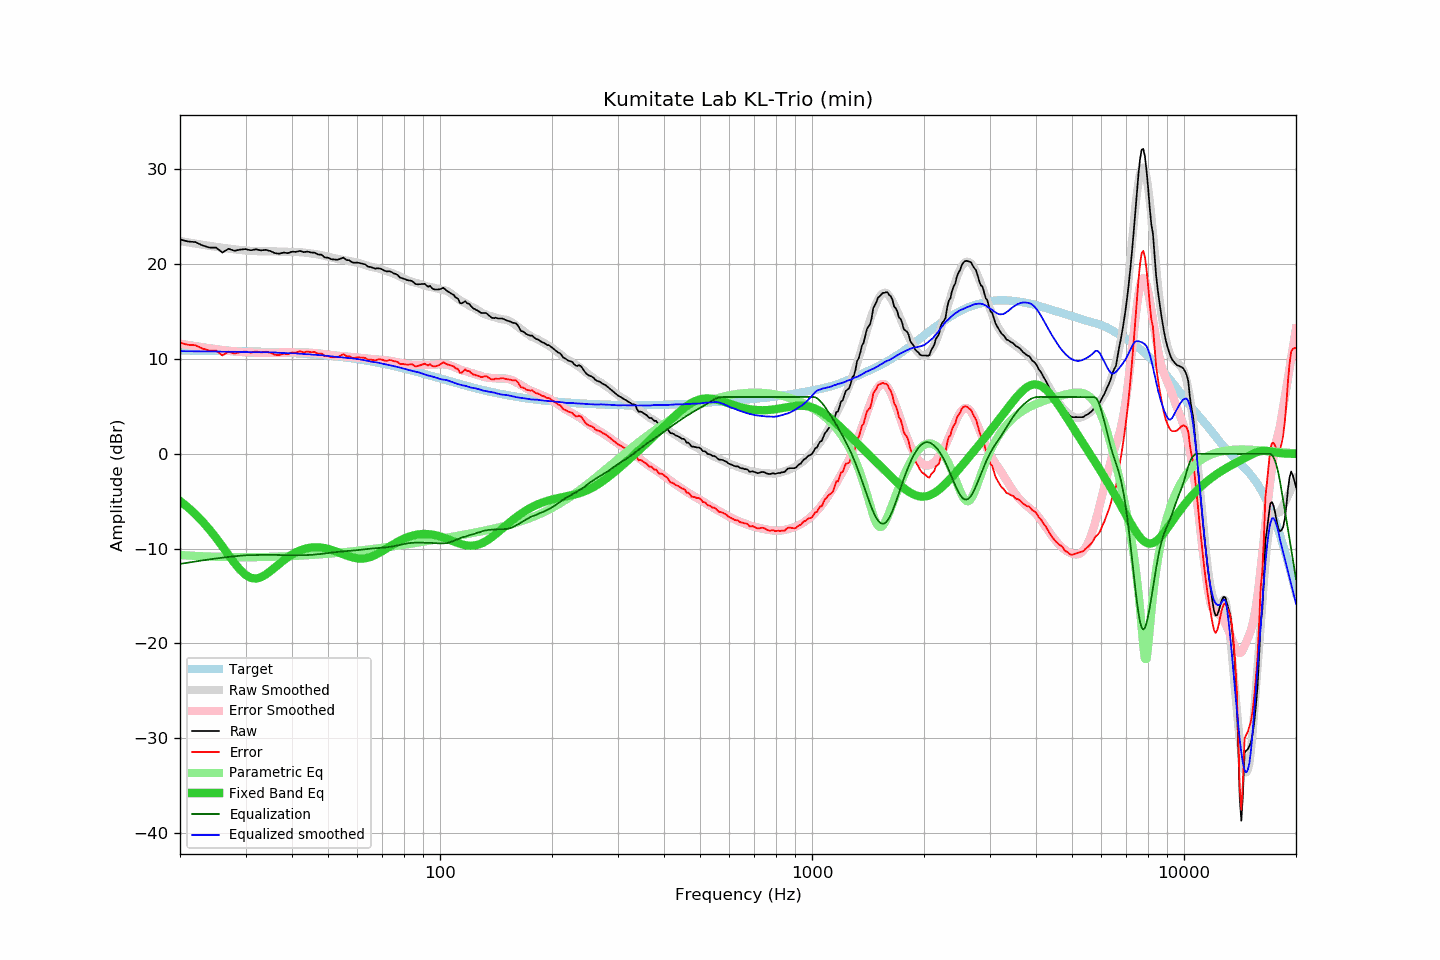 Kumitate Lab KL-Trio (min)
Amplitude (dBr)
30
20
10
0
−10
−20
−30
−40
Target
Raw Smoothed
Error Smoothed
Raw
Error
Parametric Eq
Fixed Band Eq
Equalization
Equalized smoothed
100 1000 10000
Frequency (Hz)